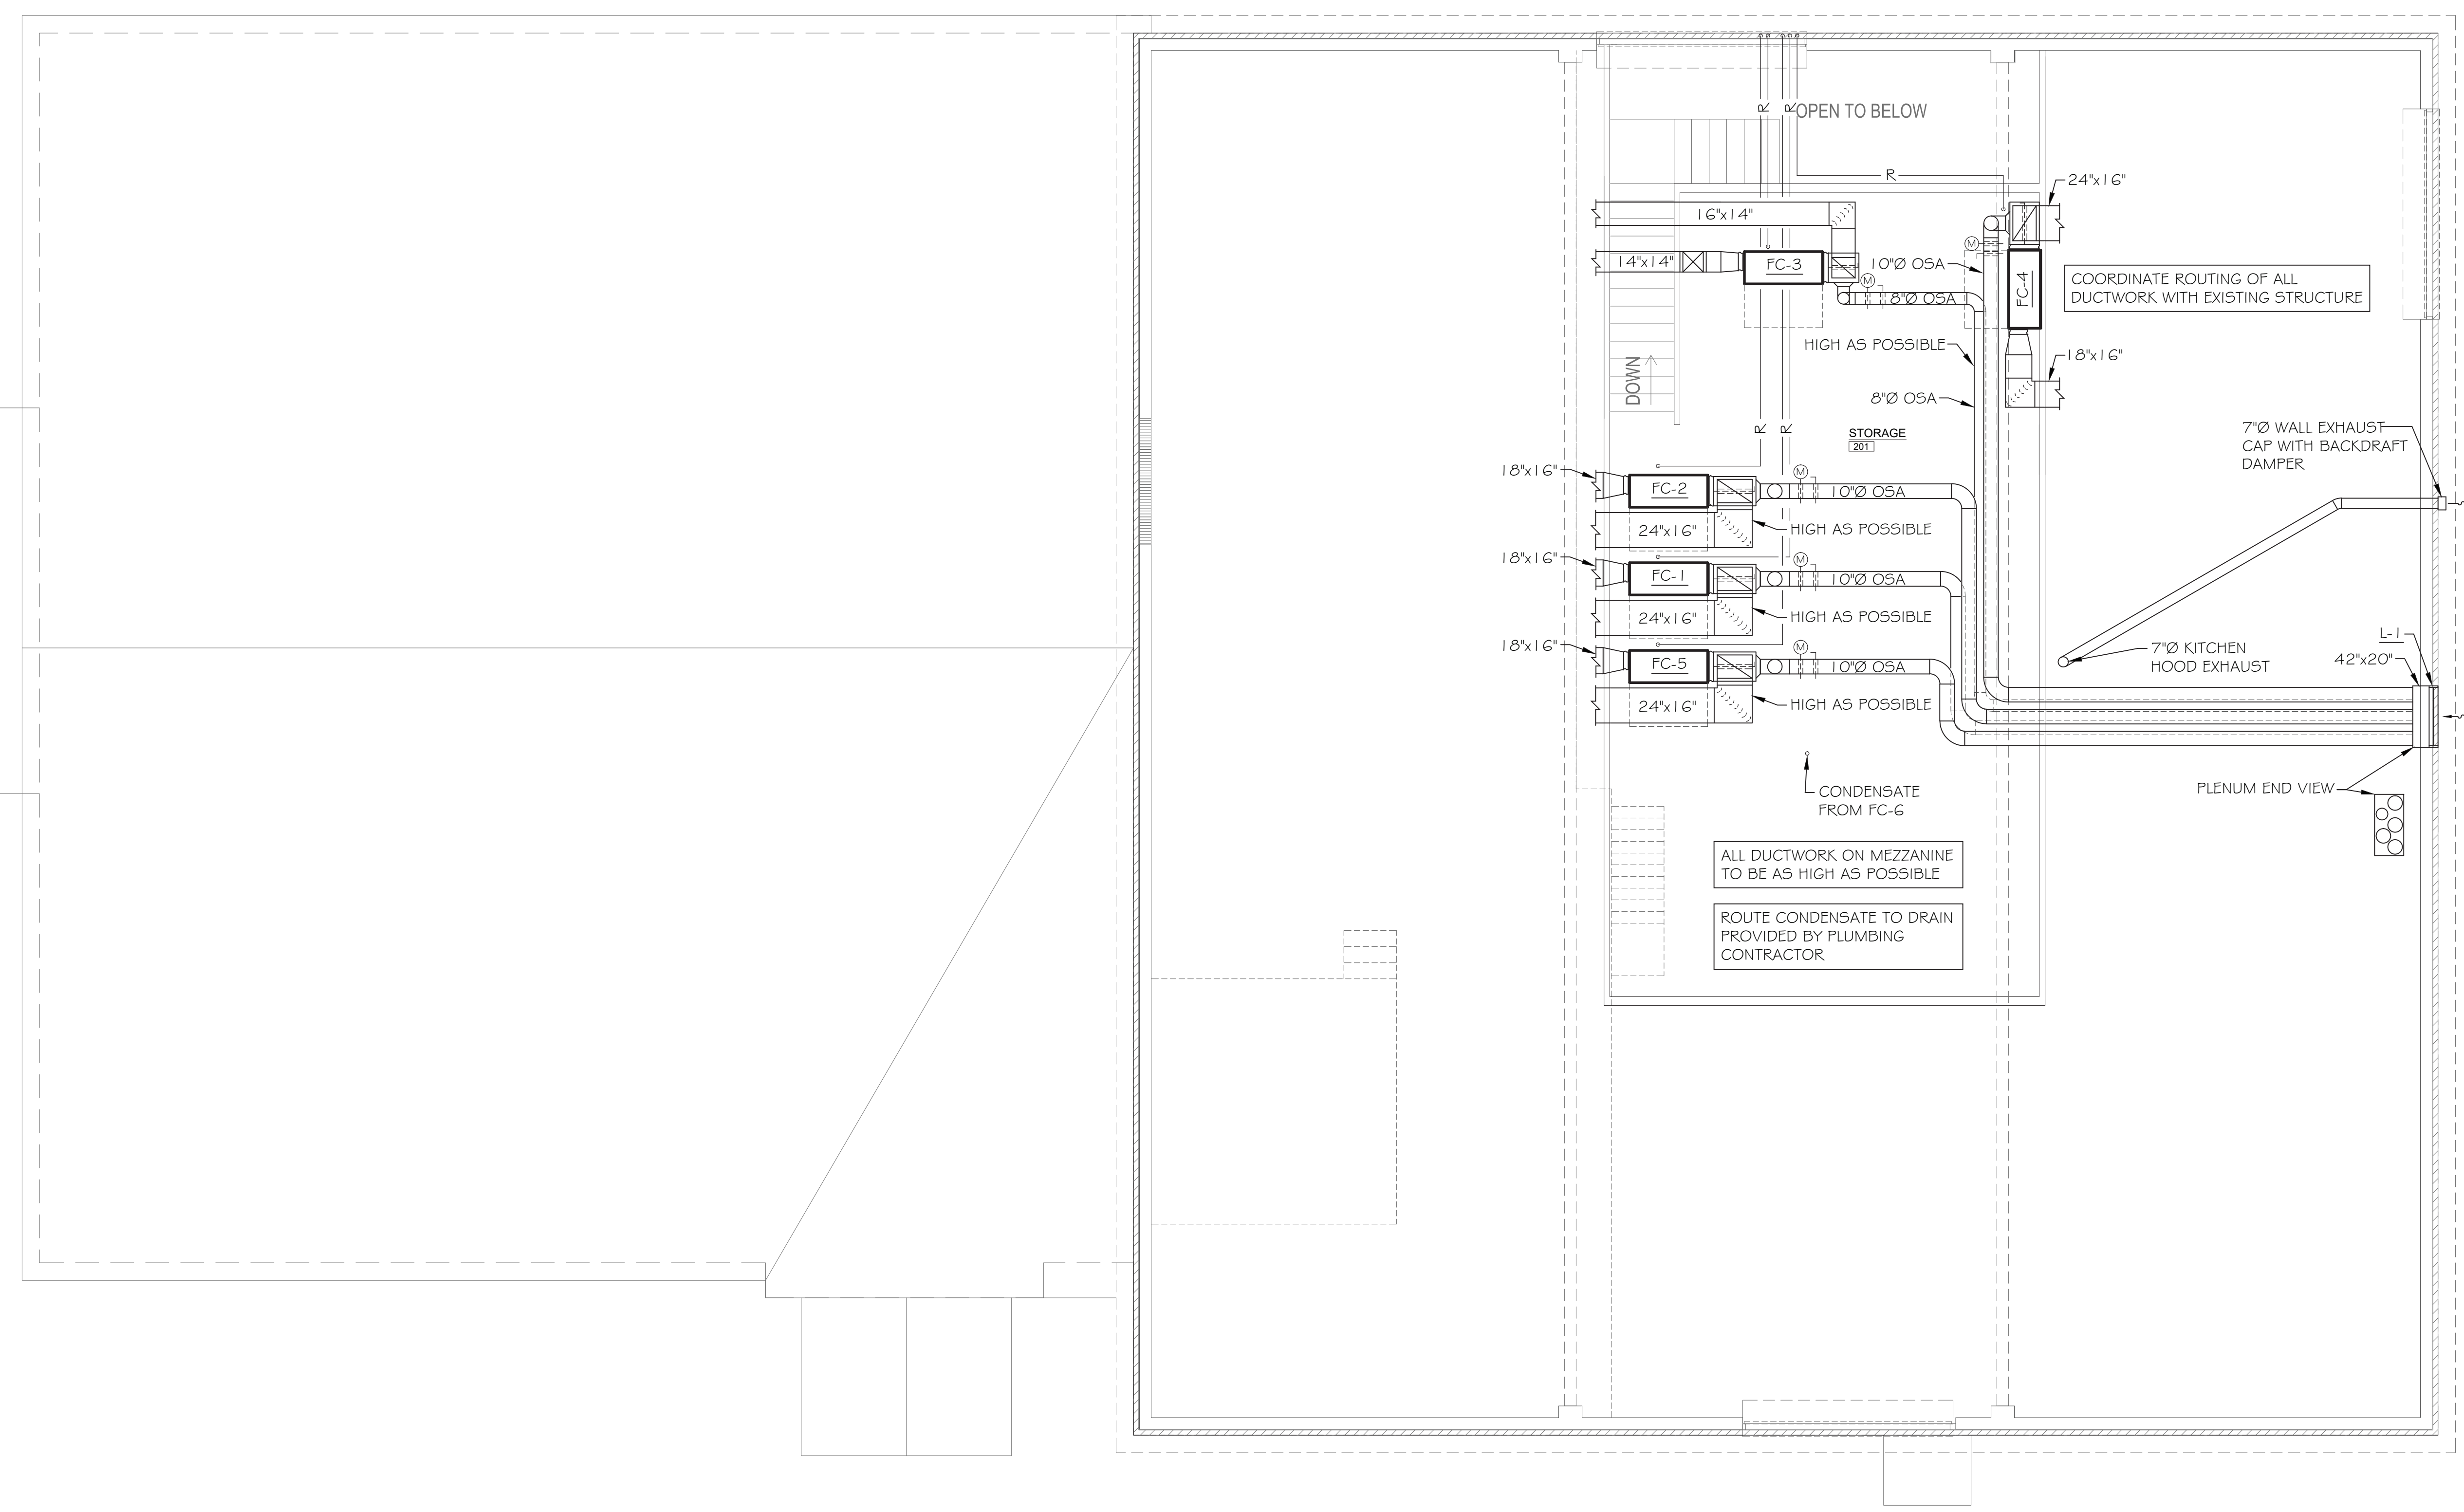 R
R
OPEN TO BELOW
R
24"x16"
16"x14"
M
14"x14"
FC-3
10"Ø OSA
M
8"Ø OSA
FC-4
COORDINATE ROUTING OF ALL
DUCTWORK WITH EXISTING STRUCTURE
HIGH AS POSSIBLE
18"x16"
DOWN
8"Ø OSA
R
R
STORAGE
201
7"Ø WALL EXHAUST
CAP WITH BACKDRAFT
DAMPER
18"x16"
M
FC-2
10"Ø OSA
24"x16"
HIGH AS POSSIBLE
18"x16"
M
FC-1
10"Ø OSA
24"x16"
HIGH AS POSSIBLE
18"x16"
M
FC-5
10"Ø OSA
24"x16"
HIGH AS POSSIBLE
7"Ø KITCHEN
HOOD EXHAUST
L-1
42"x20"
PLENUM END VIEW
CONDENSATE
FROM FC-6
ALL DUCTWORK ON MEZZANINE
TO BE AS HIGH AS POSSIBLE
ROUTE CONDENSATE TO DRAIN
PROVIDED BY PLUMBING
CONTRACTOR